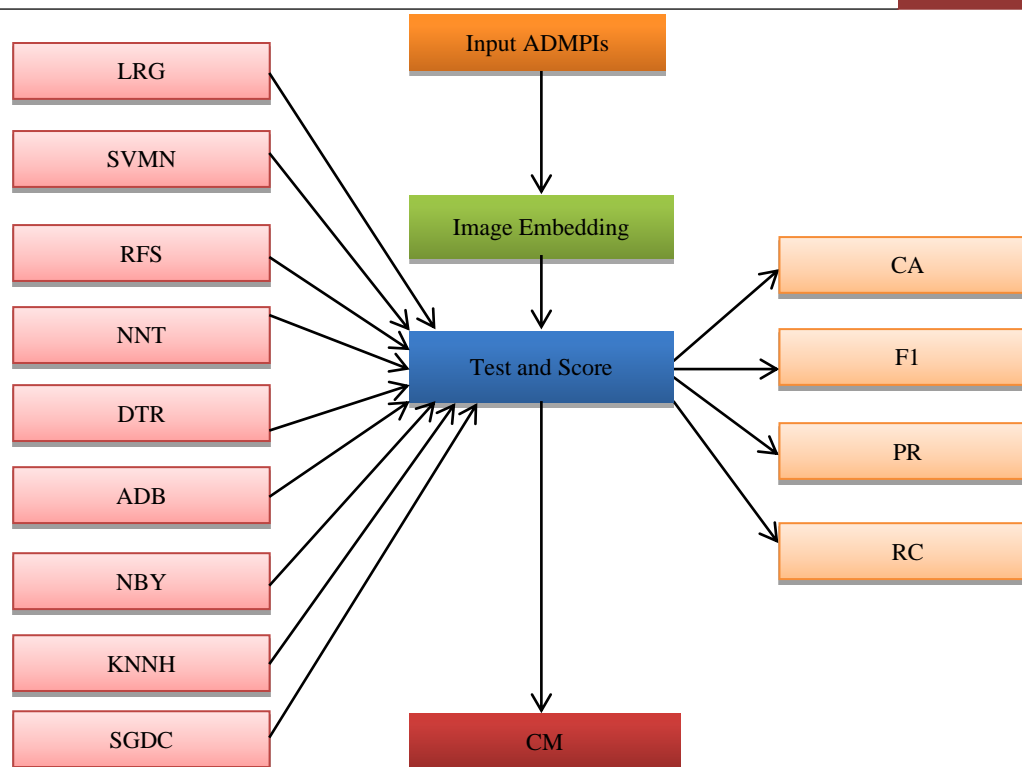 Input ADMPIs
LRG
SVMN
Image Embedding
RFS
CA
NNT
F1
Test and Score
DTR
PR
ADB
RC
NBY
KNNH
SGDC
CM